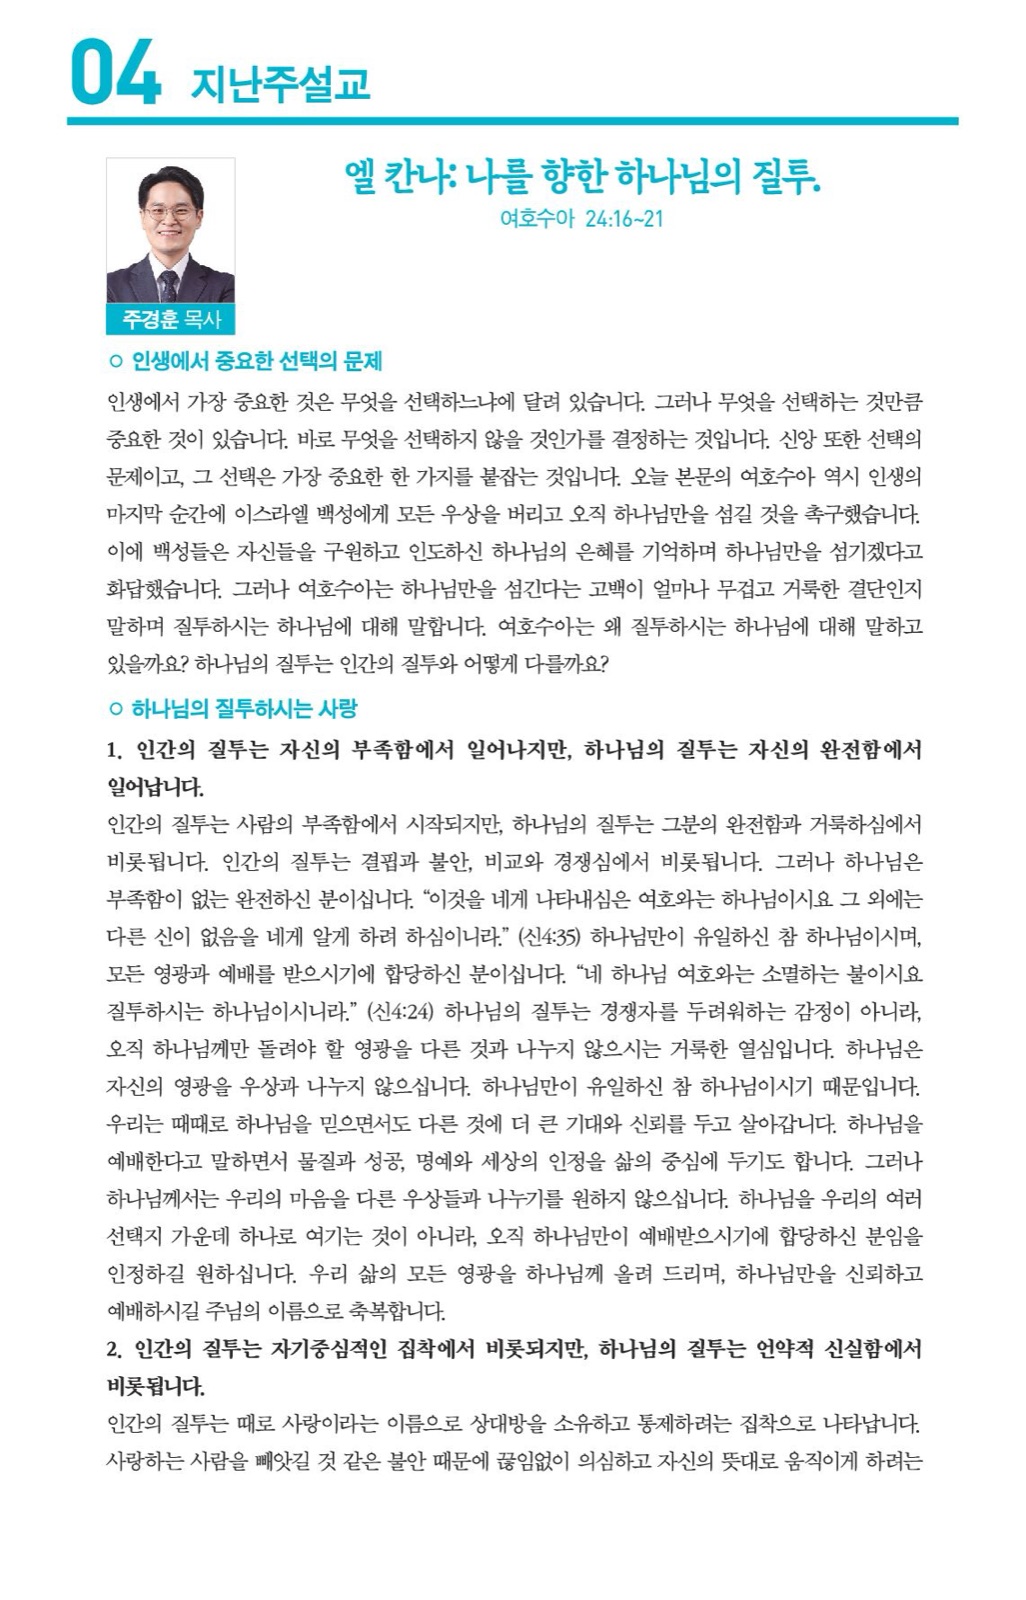 04 지난주설교
엘 칸나: 나를 향한 하나님의 질투.
여호수아 24:16~21
주경훈 목사
○ 인생에서 중요한 선택의 문제
인생에서 가장 중요한 것은 무엇을 선택하느냐에 달려 있습니다. 그러나 무엇을 선택하는 것만큼
중요한 것이 있습니다. 바로 무엇을 선택하지 않을 것인가를 결정하는 것입니다. 신앙 또한 선택의
문제이고, 그 선택은 가장 중요한 한 가지를 붙잡는 것입니다. 오늘 본문의 여호수아 역시 인생의
마지막 순간에 이스라엘 백성에게 모든 우상을 버리고 오직 하나님만을 섬길 것을 촉구했습니다.
이에 백성들은 자신들을 구원하고 인도하신 하나님의 은혜를 기억하며 하나님만을 섬기겠다고
화답했습니다. 그러나 여호수아는 하나님만을 섬긴다는 고백이 얼마나 무겁고 거룩한 결단인지
말하며 질투하시는 하나님에 대해 말합니다. 여호수아는 왜 질투하시는 하나님에 대해 말하고
있을까요? 하나님의 질투는 인간의 질투와 어떻게 다를까요?
○ 하나님의 질투하시는 사랑
1. 인간의 질투는 자신의 부족함에서 일어나지만, 하나님의 질투는 자신의 완전함에서
일어납니다.
인간의 질투는 사람의 부족함에서 시작되지만, 하나님의 질투는 그분의 완전함과 거룩하심에서
비롯됩니다. 인간의 질투는 결핍과 불안, 비교와 경쟁심에서 비롯됩니다. 그러나 하나님은
부족함이 없는 완전하신 분이십니다. “이것을 네게 나타내심은 여호와는 하나님이시요 그 외에는
다른 신이 없음을 네게 알게 하려 하심이니라.” (신4:35) 하나님만이 유일하신 참 하나님이시며,
모든 영광과 예배를 받으시기에 합당하신 분이십니다. “네 하나님 여호와는 소멸하는 불이시요
질투하시는 하나님이시니라.” (신4:24) 하나님의 질투는 경쟁자를 두려워하는 감정이 아니라,
오직 하나님께만 돌려야 할 영광을 다른 것과 나누지 않으시는 거룩한 열심입니다. 하나님은
자신의 영광을 우상과 나누지 않으십니다. 하나님만이 유일하신 참 하나님이시기 때문입니다.
우리는 때때로 하나님을 믿으면서도 다른 것에 더 큰 기대와 신뢰를 두고 살아갑니다. 하나님을
예배한다고 말하면서 물질과 성공, 명예와 세상의 인정을 삶의 중심에 두기도 합니다. 그러나
하나님께서는 우리의 마음을 다른 우상들과 나누기를 원하지 않으십니다. 하나님을 우리의 여러
선택지 가운데 하나로 여기는 것이 아니라, 오직 하나님만이 예배받으시기에 합당하신 분임을
인정하길 원하십니다. 우리 삶의 모든 영광을 하나님께 올려 드리며, 하나님만을 신뢰하고
예배하시길 주님의 이름으로 축복합니다.
2. 인간의 질투는 자기중심적인 집착에서 비롯되지만, 하나님의 질투는 언약적 신실함에서
비롯됩니다.
인간의 질투는 때로 사랑이라는 이름으로 상대방을 소유하고 통제하려는 집착으로 나타납니다.
사랑하는 사람을 빼앗길 것 같은 불안 때문에 끊임없이 의심하고 자신의 뜻대로 움직이게 하려는